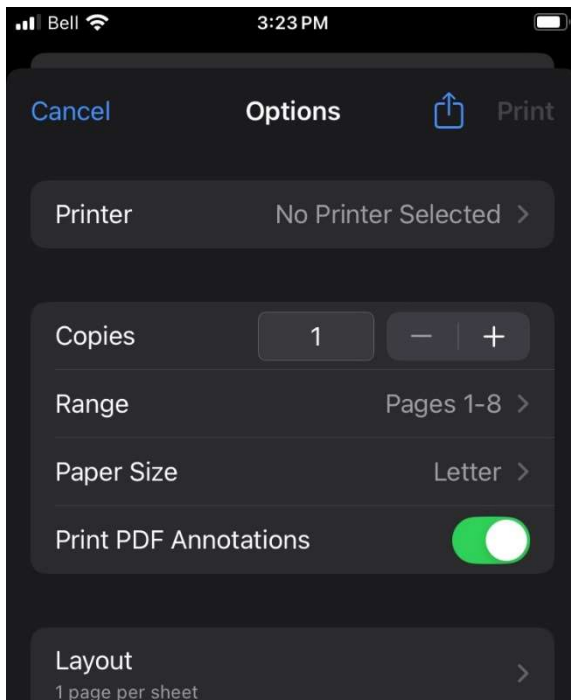 Bell 3:23 PM
Cancel Options Print
Printer No Printer Selected
Copies 1
Range Pages 1-8
Paper Size Letter
Print PDF Annotations
Layout
1 page per sheet